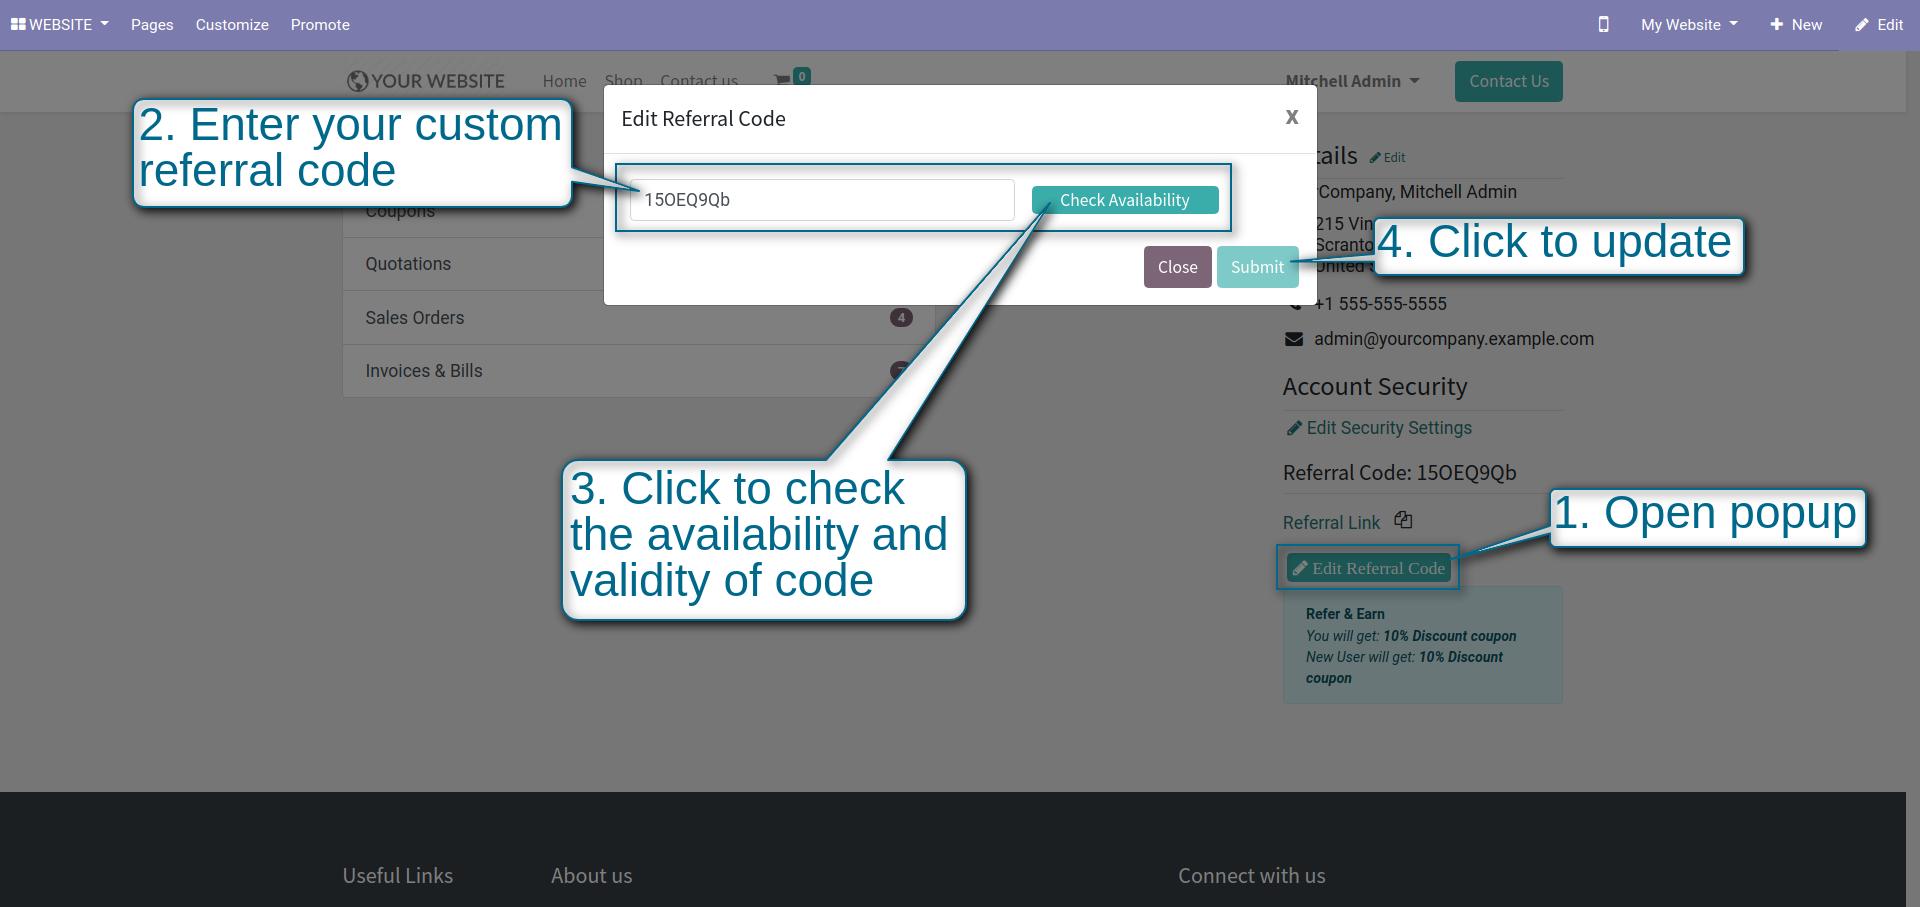 WEBSITE Pages Customize Promote My Website New Edit
YOUR WEBSITE Home Shop Contact us 0 Mitchell Admin Contact Us
Edit Referral Code X
2. Enter your custom
referral code
15OEQ9Qb Check Availability
Close Submit
Coupons
Quotations
Sales Orders 4
Invoices & Bills
3. Click to check
the availability and
validity of code
Edit
Company, Mitchell Admin
215 Vin
Scranto
United
4. Click to update
+1 555-555-5555
admin@yourcompany.example.com
Account Security
Edit Security Settings
Referral Code: 15OEQ9Qb
Referral Link
1. Open popup
Edit Referral Code
Refer & Earn
You will get: 10% Discount coupon
New User will get: 10% Discount
coupon
Useful Links About us Connect with us